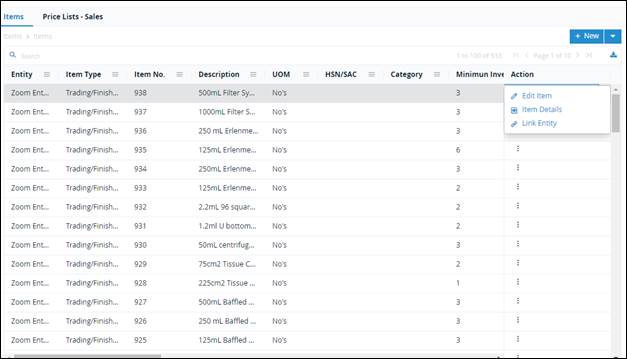 Items Price Lists - Sales
Items > Items + New
Search 1 to 100 of 933 Page 1 of 10
Entity Item Type Item No. Description UOM HSN/SAC Category Minimun Inve Action
Zoom Ent... Trading/Finish... 938 500mL Filter Sy... No's 3
Edit Item
Zoom Ent... Trading/Finish... 937 1000mL Filter S... No's 3
Item Details
Zoom Ent... Trading/Finish... 936 250 mL Erlenme... No's 3
Link Entity
Zoom Ent... Trading/Finish... 935 125mL Erlenme... No's 6
Zoom Ent... Trading/Finish... 934 250mL Erlenme... No's 3
Zoom Ent... Trading/Finish... 933 125mL Erlenme... No's 2
Zoom Ent... Trading/Finish... 932 2.2mL 96 squar... No's 2
Zoom Ent... Trading/Finish... 931 1.2ml U bottom... No's 2
Zoom Ent... Trading/Finish... 930 50mL centrifug... No's 3
Zoom Ent... Trading/Finish... 929 75cm2 Tissue C... No's 2
Zoom Ent... Trading/Finish... 928 225cm2 Tissue ... No's 1
Zoom Ent... Trading/Finish... 927 500mL Baffled ... No's 3
Zoom Ent... Trading/Finish... 926 250 mL Baffled ... No's 3
Zoom Ent... Trading/Finish... 925 125mL Baffled ... No's 3